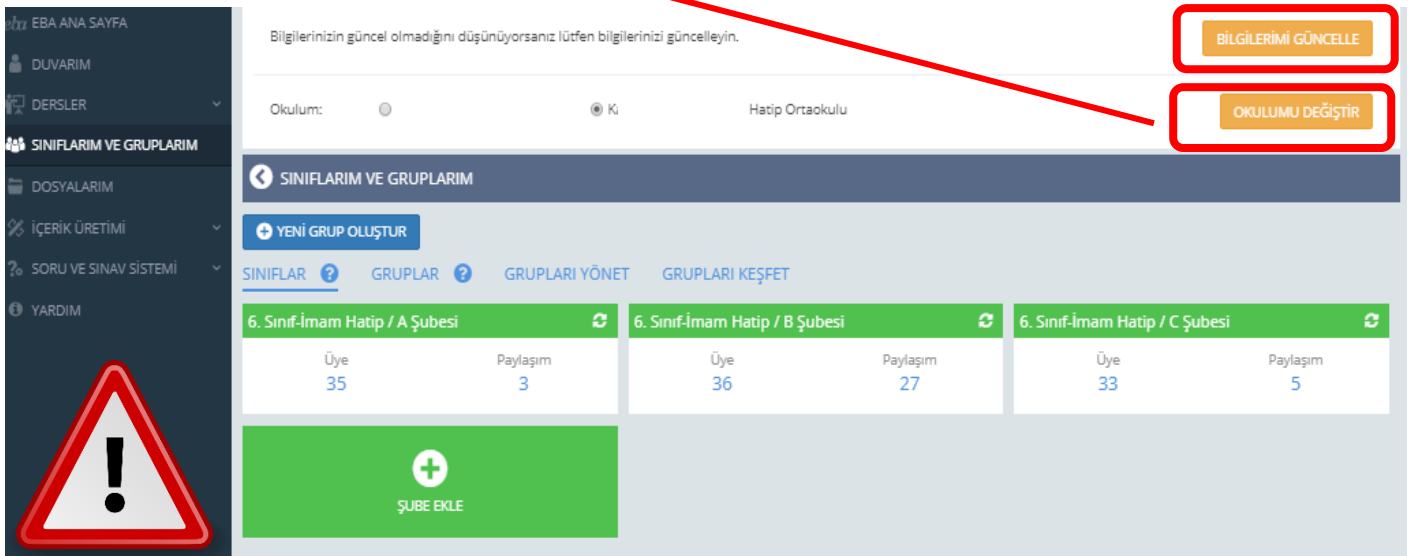 eba EBA ANA SAYFA
DUVARIM
DERSLER
SINIFLARIM VE GRUPLARIM
DOSYALARIM
İÇERİK ÜRETİMİ
SORU VE SINAV SİSTEMİ
YARDIM
Bilgilerinizin güncel olmadığını düşünüyorsanız lütfen bilgilerinizi güncelleyin.
BİLGİLERİMİ GÜNCELLE
Okulum: Hatip Ortaokulu
OKULUMU DEĞİŞTİR
SINIFLARIM VE GRUPLARIM
YENİ GRUP OLUŞTUR
SINIFLAR ? GRUPLAR ? GRUPLARI YÖNET GRUPLARI KEŞFET
6. Sınıf-İmam Hatip / A Şubesi
Üye Paylaşım
35 3
6. Sınıf-İmam Hatip / B Şubesi
Üye Paylaşım
36 27
6. Sınıf-İmam Hatip / C Şubesi
Üye Paylaşım
33 5
ŞUBE EKLE
!